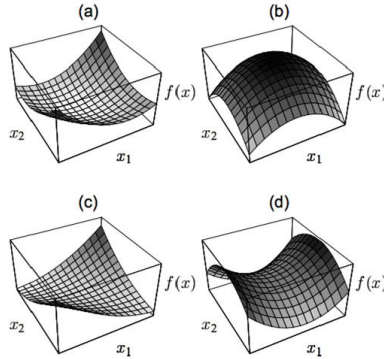 (a)
(b)
f(x)
f(x)
x₂
x₁
x₂
x₁
(c)
(d)
f(x)
f(x)
x₂
x₁
x₂
x₁